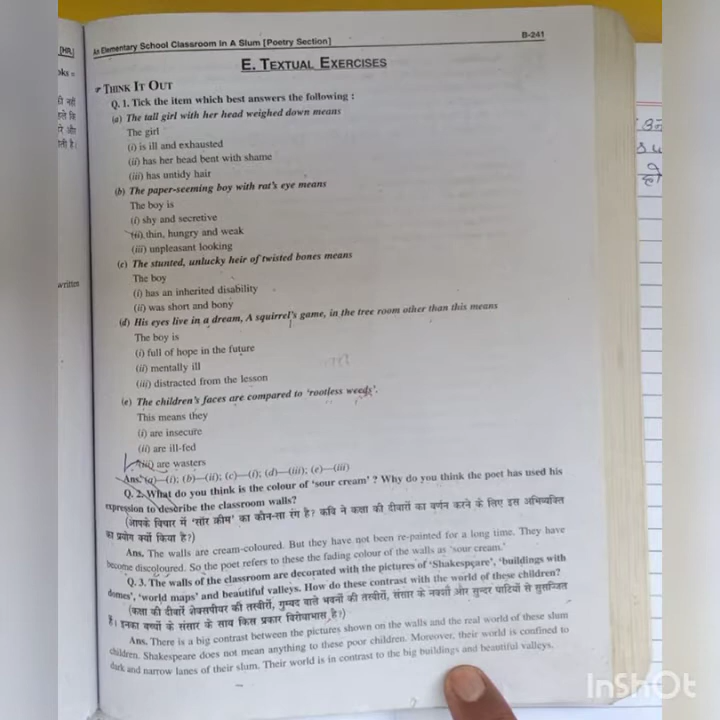 An Elementary School Classroom In A Slum [Poetry Section]
B-241
E. TEXTUAL EXERCISES
☞ THINK IT OUT
Q. 1. Tick the item which best answers the following :
(a) The tall girl with her head weighed down means
The girl
(i) is ill and exhausted
(ii) has her head bent with shame
(iii) has untidy hair
(b) The paper-seeming boy with rat's eye means
The boy is
(i) shy and secretive
(ii) thin, hungry and weak
(iii) unpleasant looking
(c) The stunted, unlucky heir of twisted bones means
The boy
(i) has an inherited disability
(ii) was short and bony
(d) His eyes live in a dream, A squirrel's game, in the tree room other than this means
The boy is
(i) full of hope in the future
(ii) mentally ill
(iii) distracted from the lesson
(e) The children's faces are compared to 'rootless weeds'.
This means they
(i) are insecure
(ii) are ill-fed
(iii) are wasters
Ans. (a)—(i); (b)—(ii); (c)—(i); (d)—(iii); (e)—(iii)
Q. 2. What do you think is the colour of 'sour cream' ? Why do you think the poet has used his
expression to describe the classroom walls?
(आपके विचार में 'सॉर क्रीम' का कौन-सा रंग है? कवि ने कक्षा की दीवारों का वर्णन करने के लिए इस अभिव्यक्ति
का प्रयोग क्यों किया है?)
Ans. The walls are cream-coloured. But they have not been re-painted for a long time. They have
become discoloured. So the poet refers to these the fading colour of the walls as 'sour cream.'
Q. 3. The walls of the classroom are decorated with the pictures of 'Shakespeare', 'buildings with
domes', 'world maps' and beautiful valleys. How do these contrast with the world of these children?
(कक्षा की दीवारें शेक्सपीयर की तस्वीरों, गुम्बद वाले भवनों की तस्वीरों, संसार के नक्शों और सुन्दर घाटियों से सुसज्जित
हैं। इनका बच्चों के संसार के साथ किस प्रकार विरोधाभास है?)
Ans. There is a big contrast between the pictures shown on the walls and the real world of these slum
children. Shakespeare does not mean anything to these poor children. Moreover, their world is confined to
dark and narrow lanes of their slum. Their world is in contrast to the big buildings and beautiful valleys.
InShot